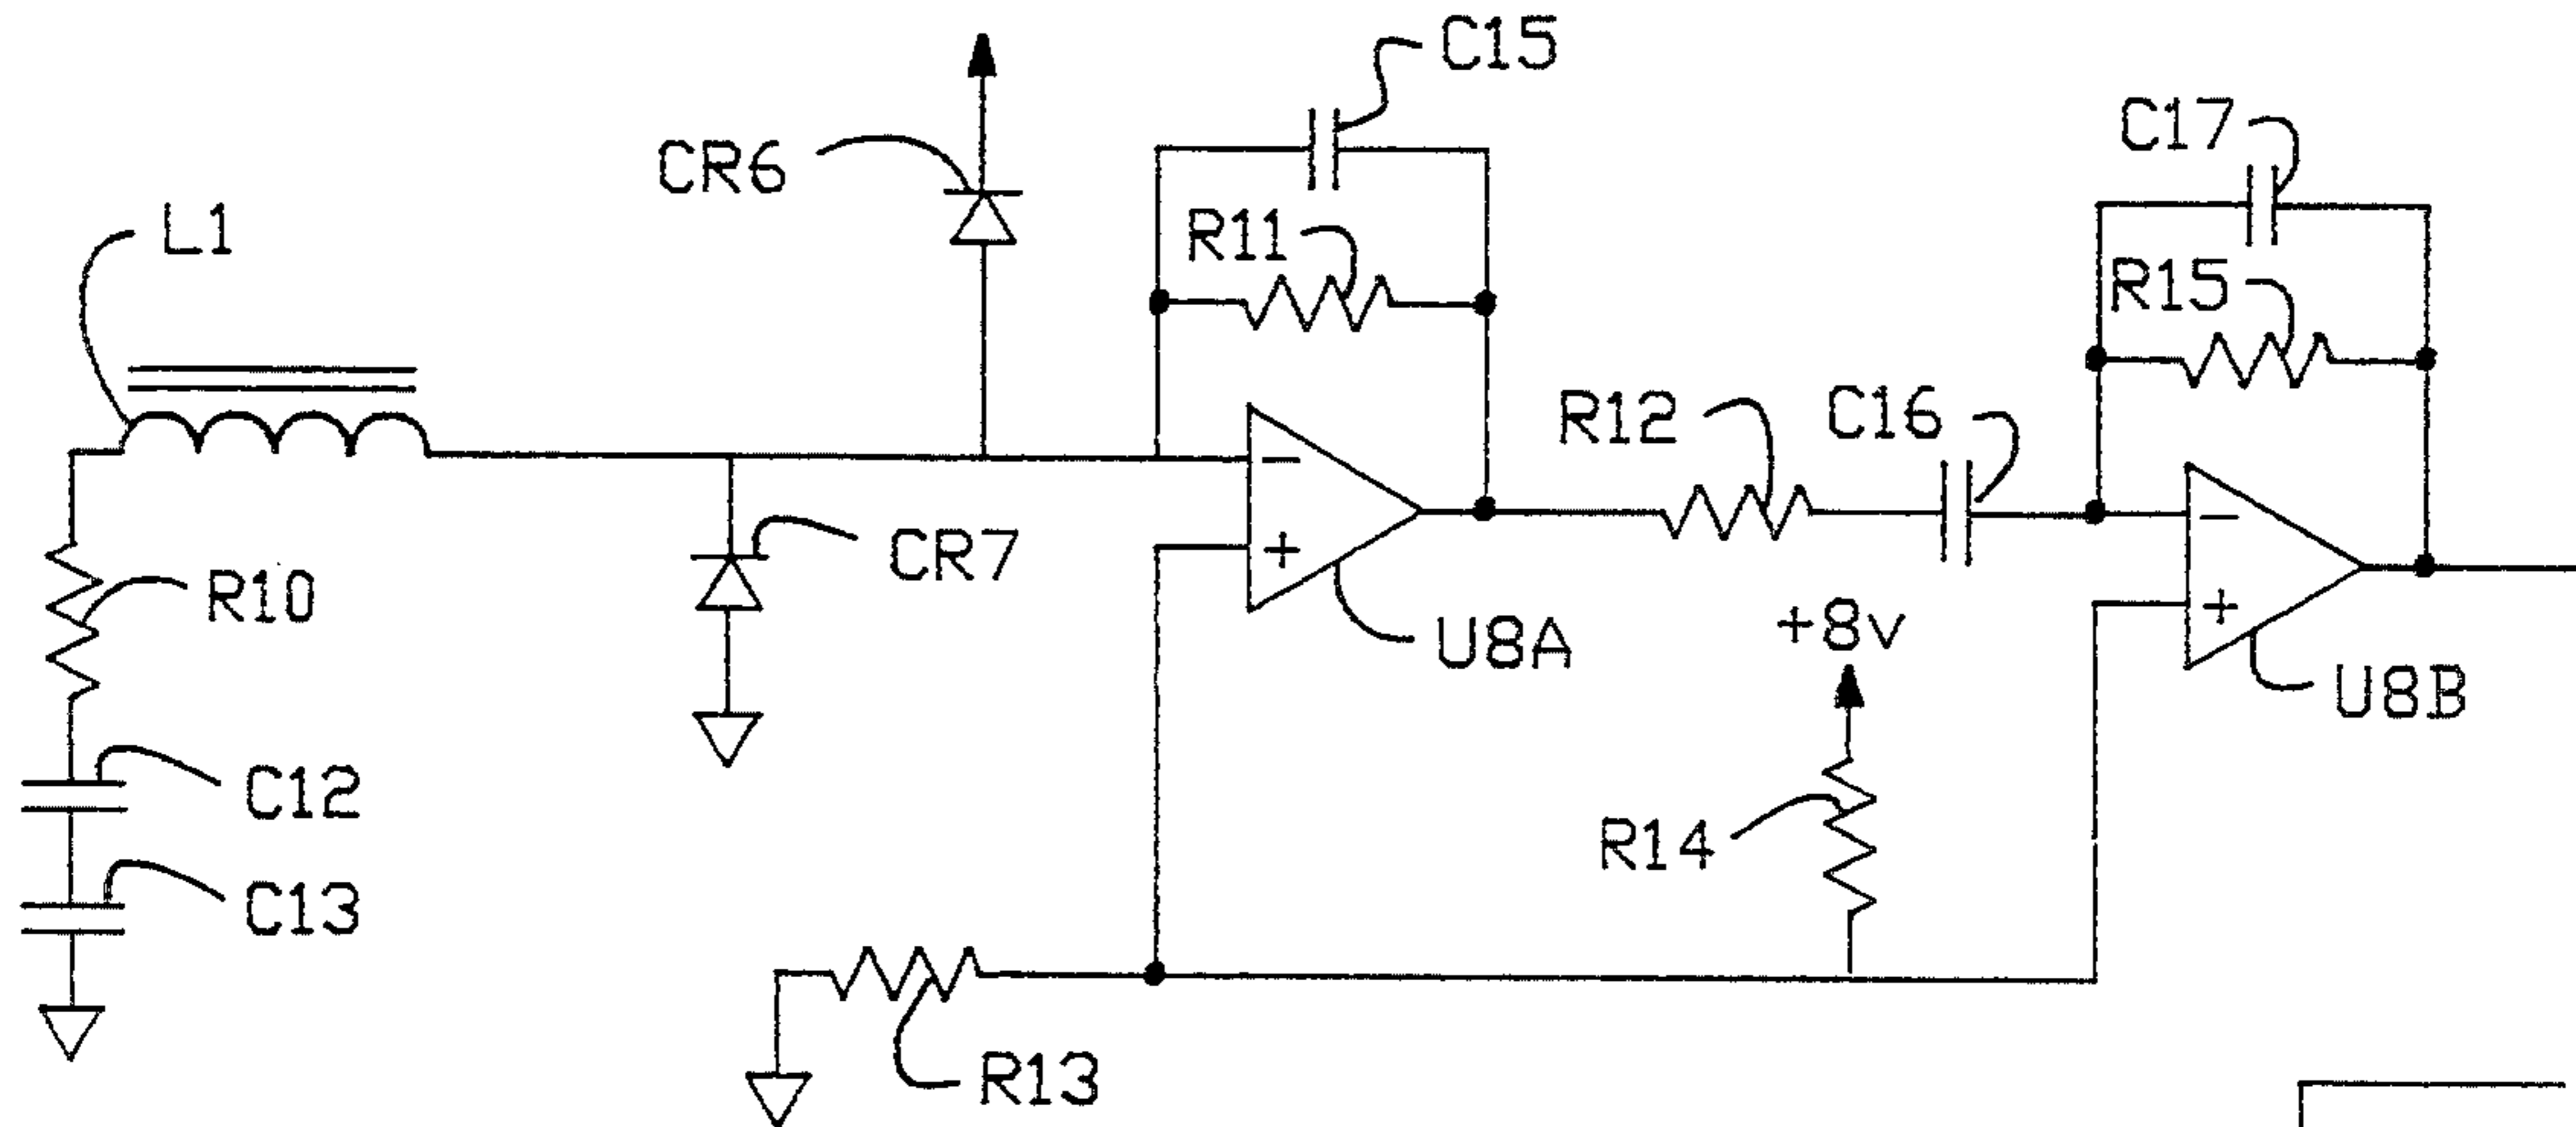 C15
C17
CR6
L1
R11
R15
R12
C16
-
-
CR7
+
R10
+8v
+
U8A
U8B
C12
R14
C13
R13